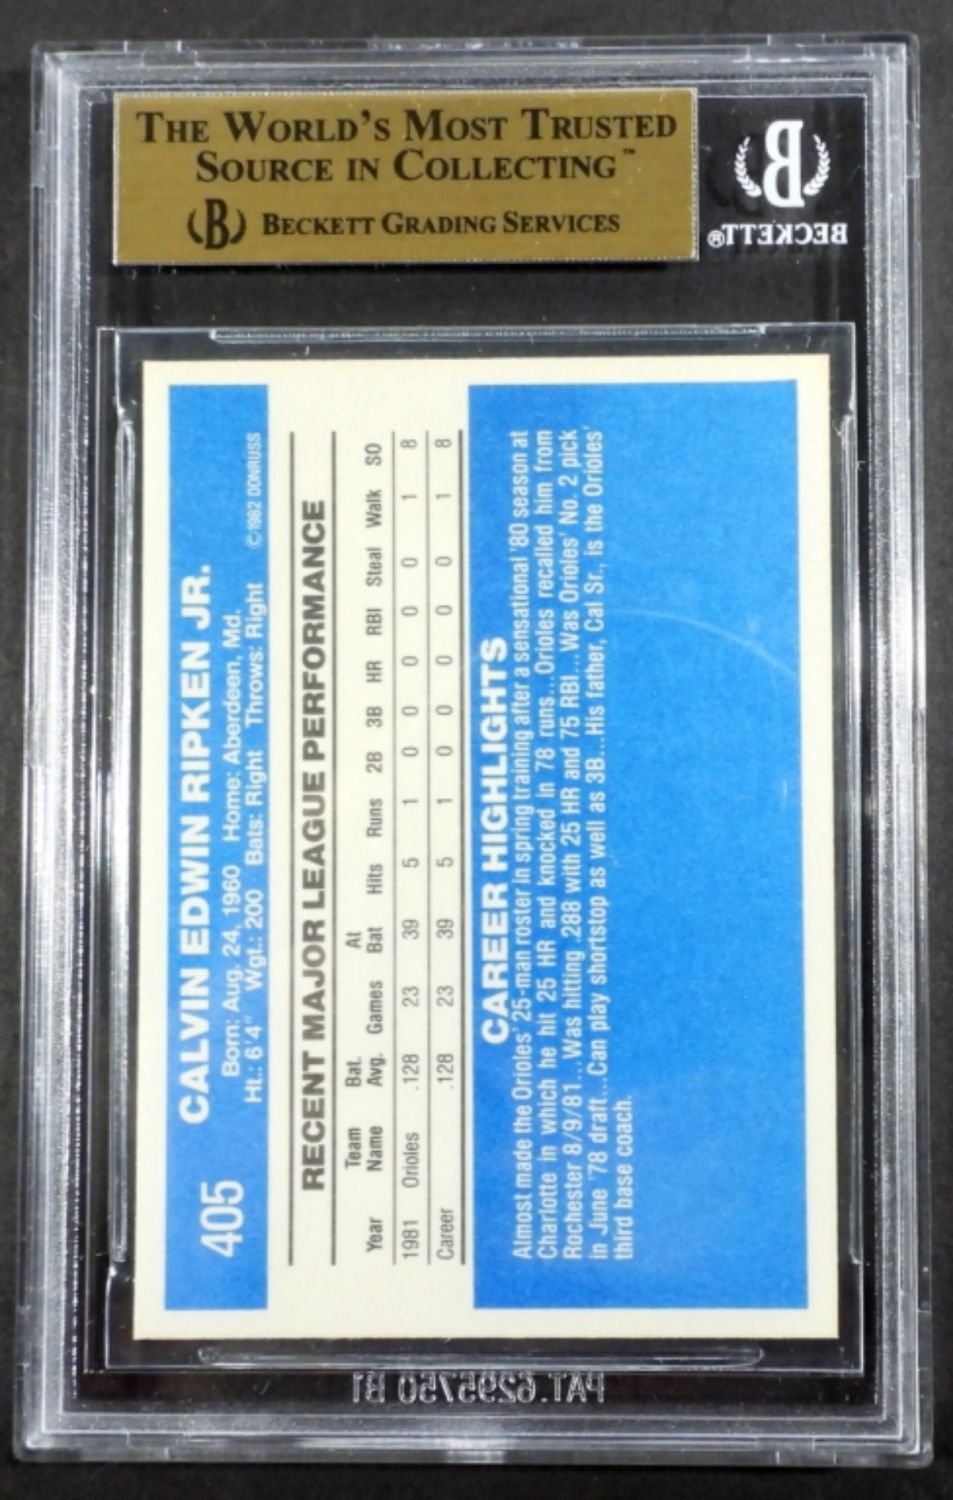 THE WORLD'S MOST TRUSTED
SOURCE IN COLLECTING™
B BECKETT GRADING SERVICES
B
BECKETT®
405 CALVIN EDWIN RIPKEN JR.
Born: Aug. 24, 1960 Home: Aberdeen, Md.
Ht.: 6'4" Wgt.: 200 Bats: Right Throws: Right ©1982 DONRUSS
RECENT MAJOR LEAGUE PERFORMANCE
Year Team Name Bat. Avg. Games At Bat Hits Runs 2B 3B HR RBI Steal Walk SO
1981 Orioles .128 23 39 5 1 0 0 0 0 0 1 8
Career .128 23 39 5 1 0 0 0 0 0 1 8
CAREER HIGHLIGHTS
Almost made the Orioles' 25-man roster in spring training after a sensational '80 season at
Charlotte in which he hit 25 HR and knocked in 78 runs...Orioles recalled him from
Rochester 8/9/81...Was hitting .288 with 25 HR and 75 RBI...Was Orioles' No. 2 pick
in June '78 draft...Can play shortstop as well as 3B...His father, Cal Sr., is the Orioles'
third base coach.
PAT. 6295750 B1